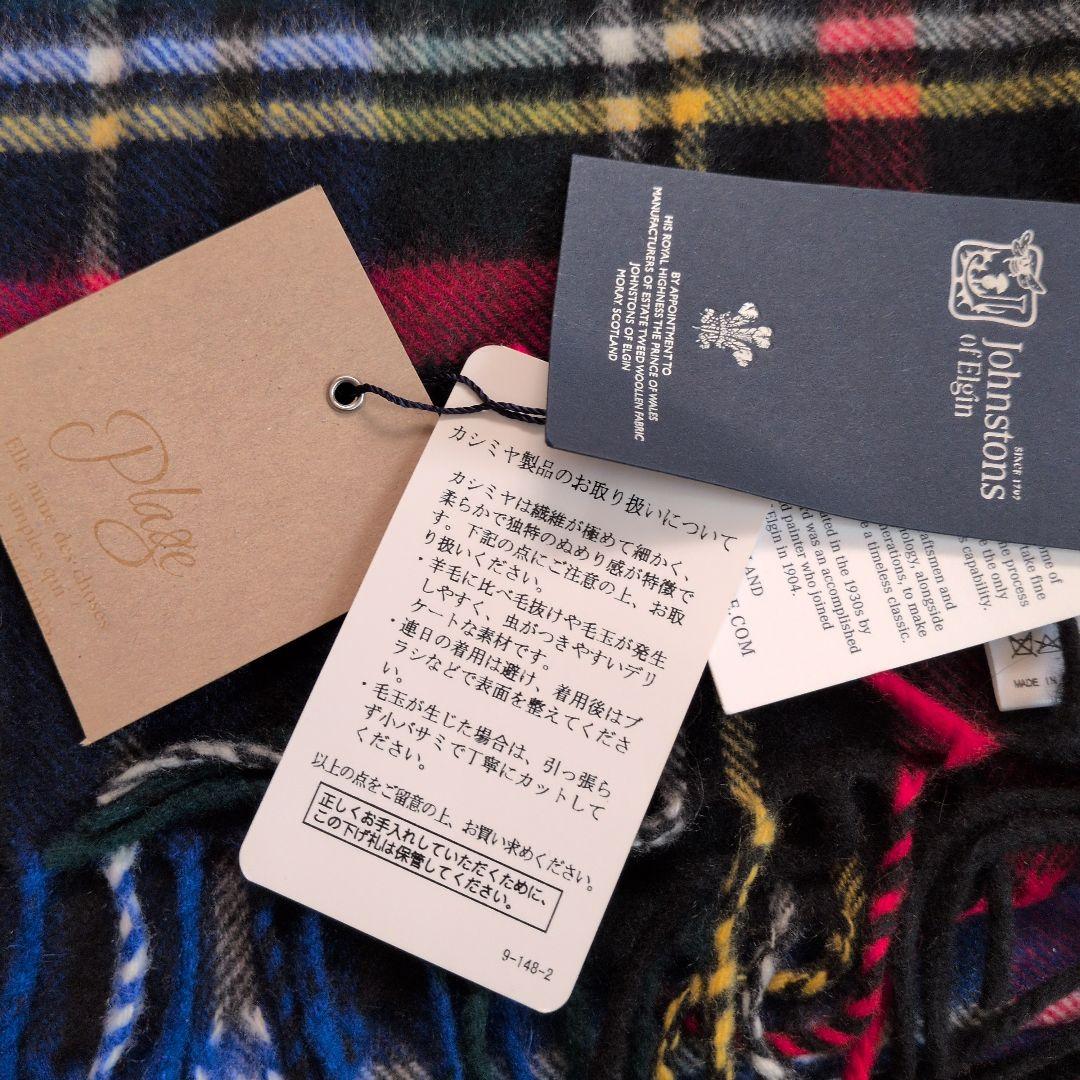 Plage
Elle aime les choses
simples qui
BY APPOINTMENT TO
HIS ROYAL HIGHNESS THE PRINCE OF WALES
MANUFACTURERS OF ESTATE TWEED WOOLLEN FABRIC
JOHNSTONS OF ELGIN
MORAY SCOTLAND
Johnstons
of Elgin
SINCE 1797
カシミヤ製品のお取り扱いについて
カシミヤは繊維が極めて細かく、
柔らかで独特のぬめり感が特徴で
す。下記の点にご注意の上、お取
り扱いください。
・羊毛に比べ毛抜けや毛玉が発生
しやすく、虫がつきやすいデリ
ケートな素材です。
・連日の着用は避け、着用後はブ
ラシなどで表面を整えてくださ
い。
・毛玉が生じた場合は、引っ張ら
ず小バサミで丁寧にカットして
ください。
以上の点をご留意の上、お買い求めください。
正しくお手入れしていただくために、
この下げ札は保管してください。
9-148-2
ome of
take fine
e process
e the only
s capability.
aftsmen and
nology, alongside
nerations, to make
e a timeless classic.
ated in the 1930s by
rd was an accomplished
d painter who joined
Elgin in 1904.
AND
E.COM
MADE IN